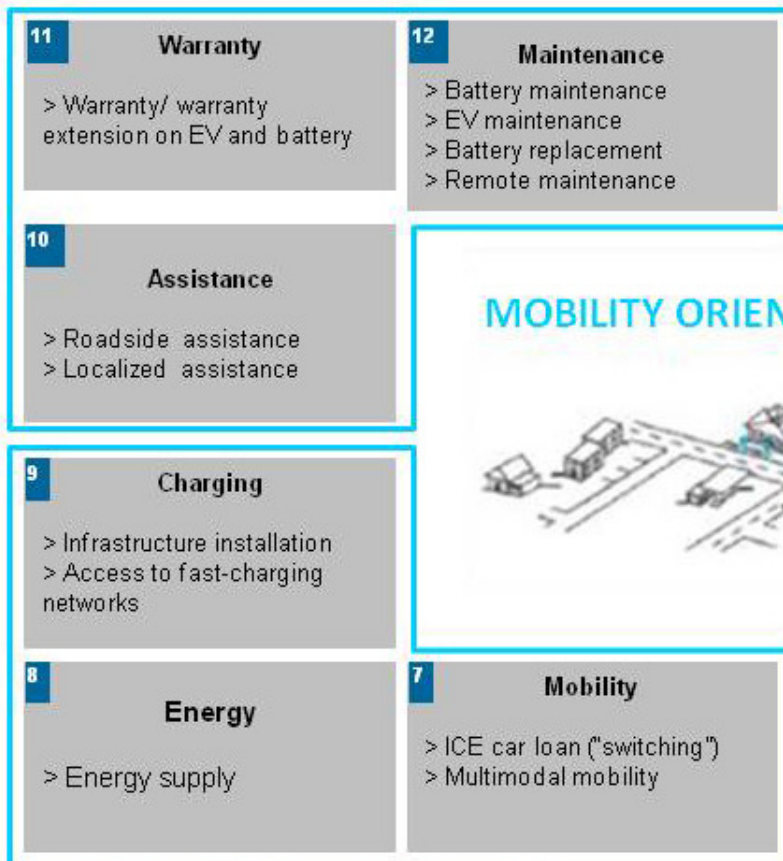 11
Warranty
> Warranty/ warranty
extension on EV and battery
12
Maintenance
> Battery maintenance
> EV maintenance
> Battery replacement
> Remote maintenance
10
Assistance
> Roadside assistance
> Localized assistance
MOBILITY ORIEN
9
Charging
> Infrastructure installation
> Access to fast-charging
networks
8
Energy
> Energy supply
7
Mobility
> ICE car loan ("switching")
> Multimodal mobility